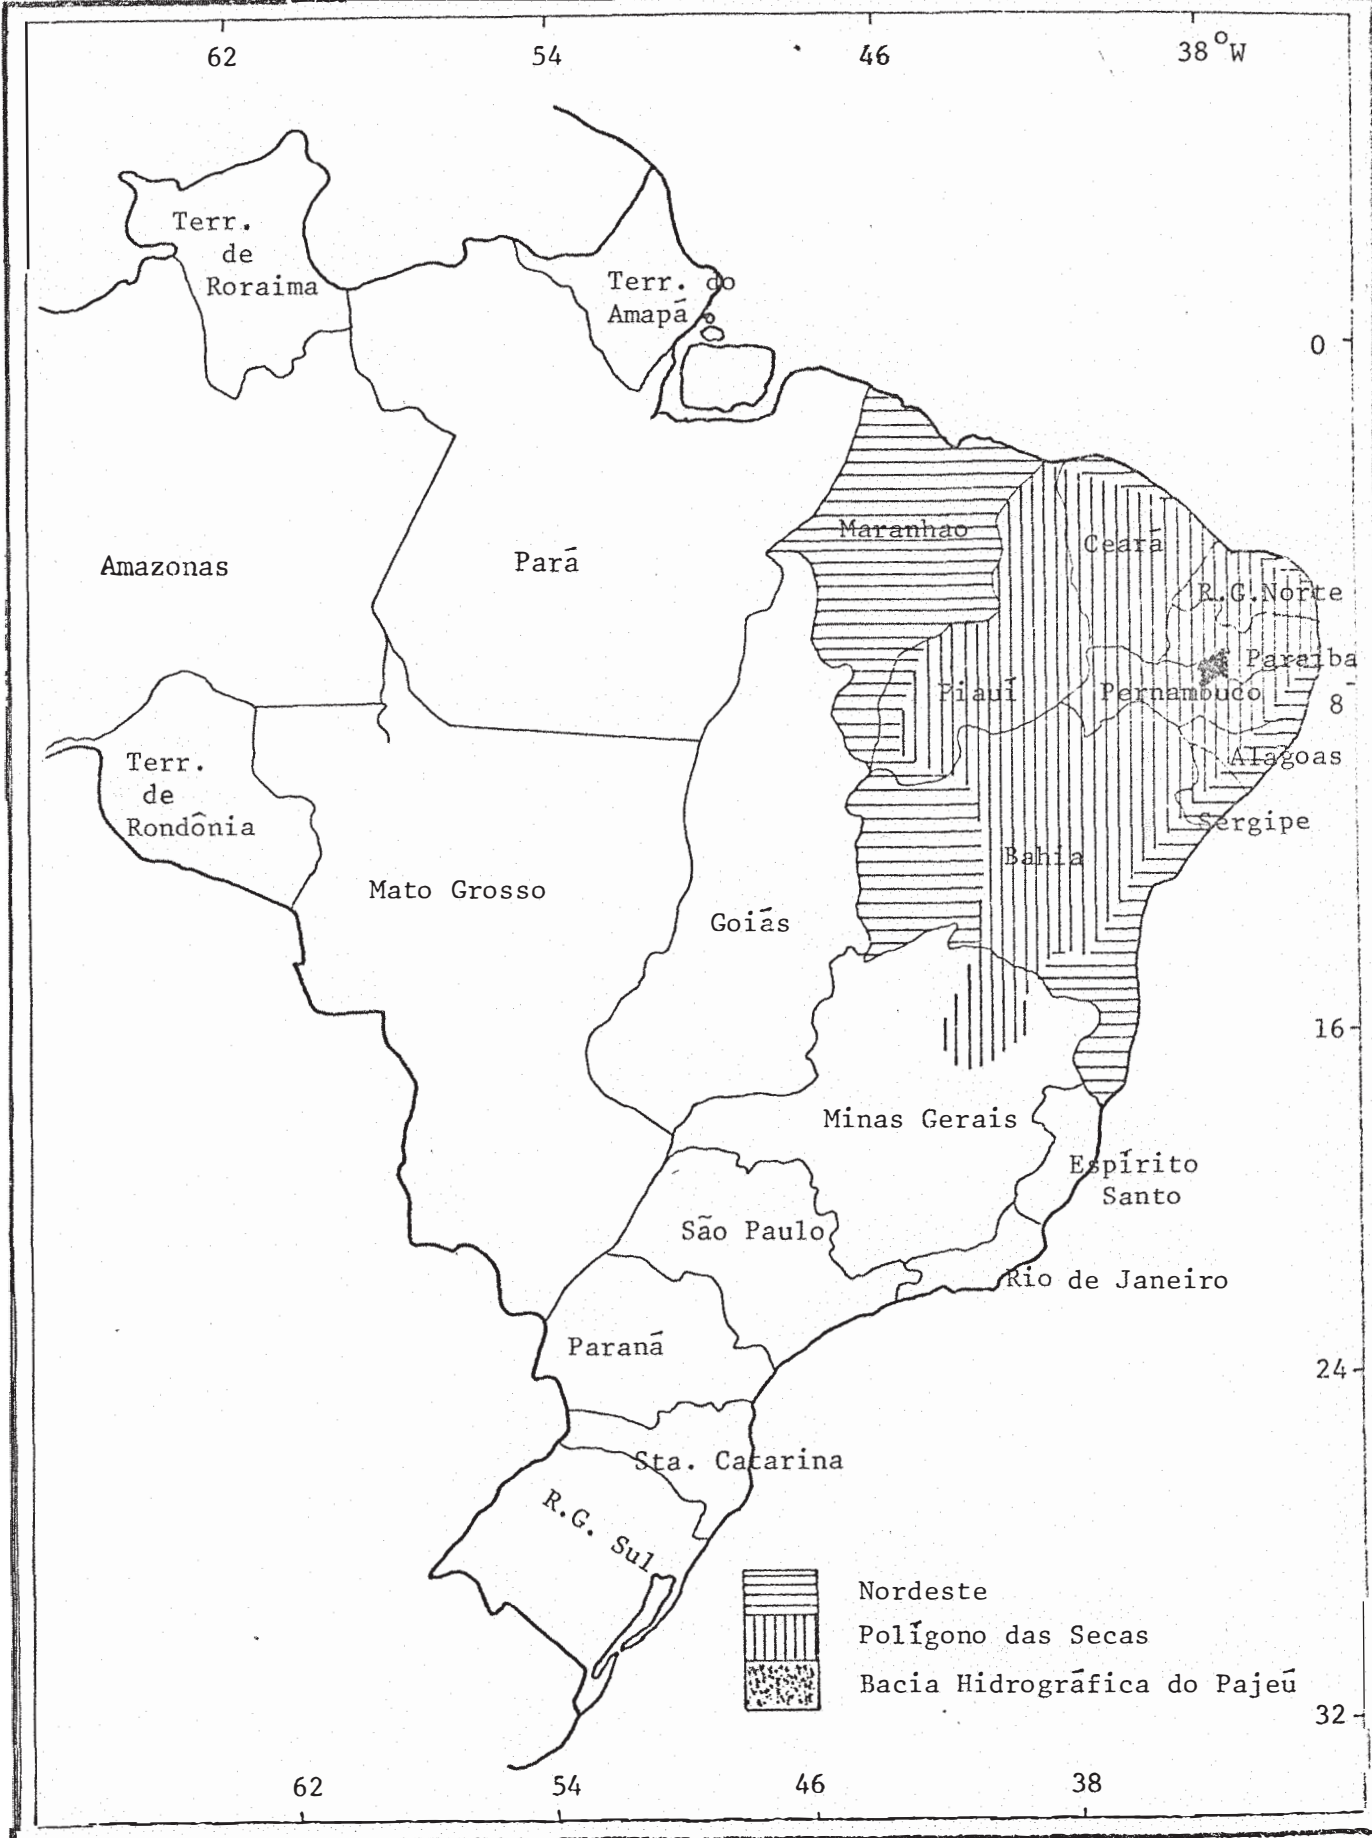 62 54 46 38°W
Terr.
de
Roraima
Terr. do
Amapá
0
Maranhão
Ceará
Amazonas
Pará
R.G.Norte
Paraíba
Piauí
Pernambuco
8
Alagoas
Terr.
de
Rondônia
Sergipe
Bahia
Mato Grosso
Goiás
16
Minas Gerais
Espírito
Santo
São Paulo
Rio de Janeiro
Paraná
24
Sta. Catarina
R.G. Sul
Nordeste
Polígono das Secas
Bacia Hidrográfica do Pajeú
32
62 54 46 38